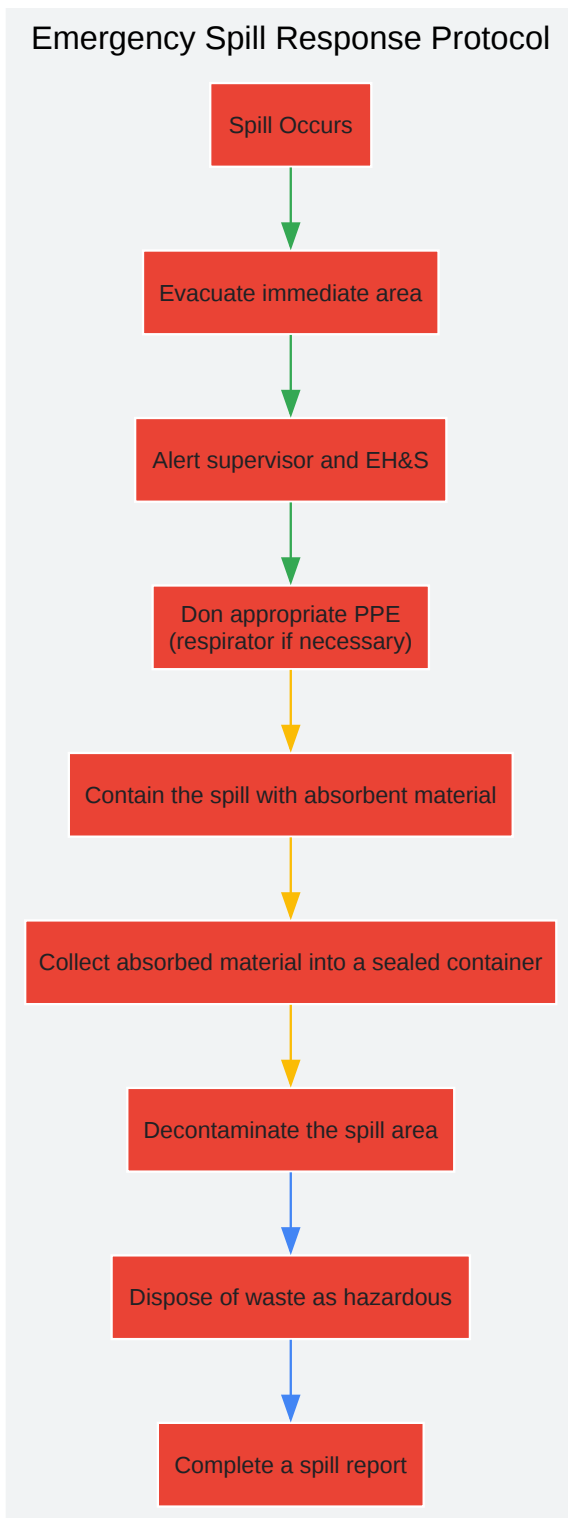 Emergency Spill Response Protocol
Spill Occurs
Evacuate immediate area
Alert supervisor and EH&S
Don appropriate PPE
(respirator if necessary)
Contain the spill with absorbent material
Collect absorbed material into a sealed container
Decontaminate the spill area
Dispose of waste as hazardous
Complete a spill report